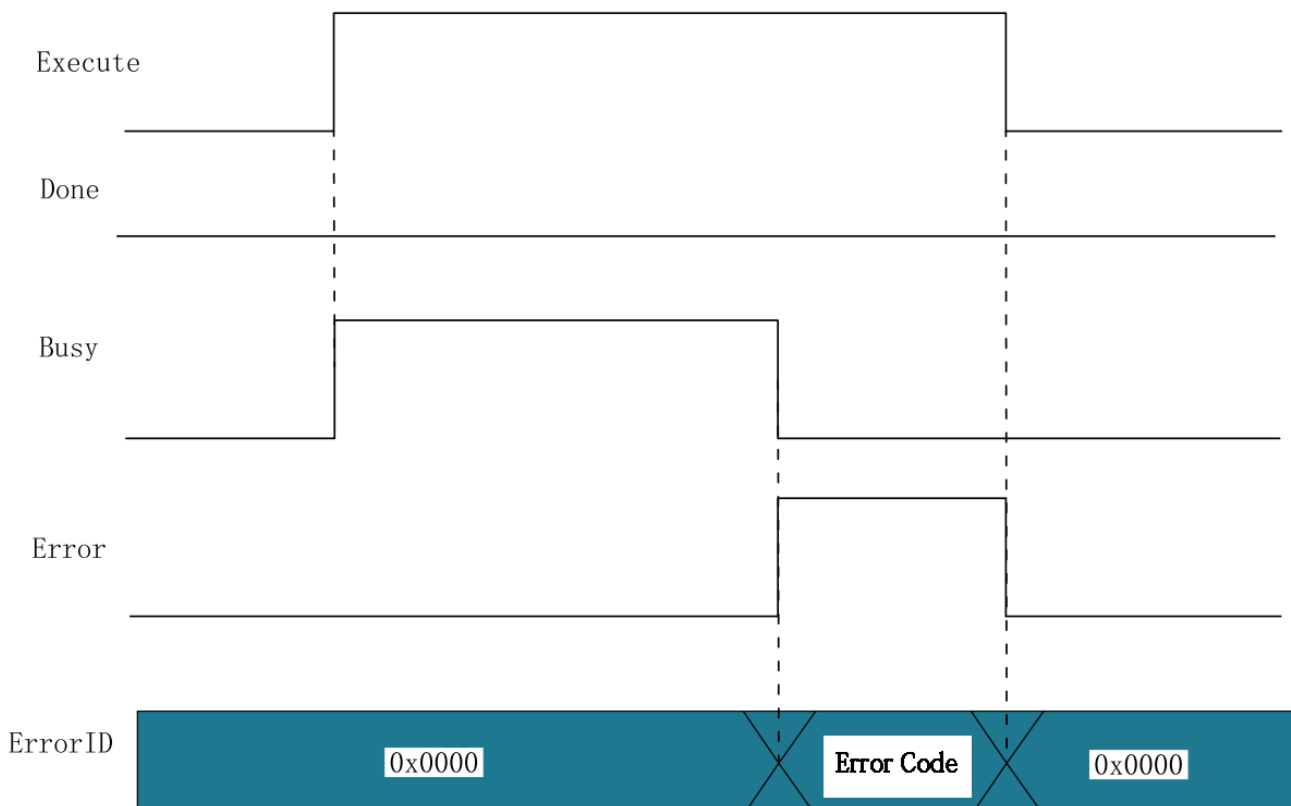 Execute
Done
Busy
Error
ErrorID
0x0000
Error Code
0x0000